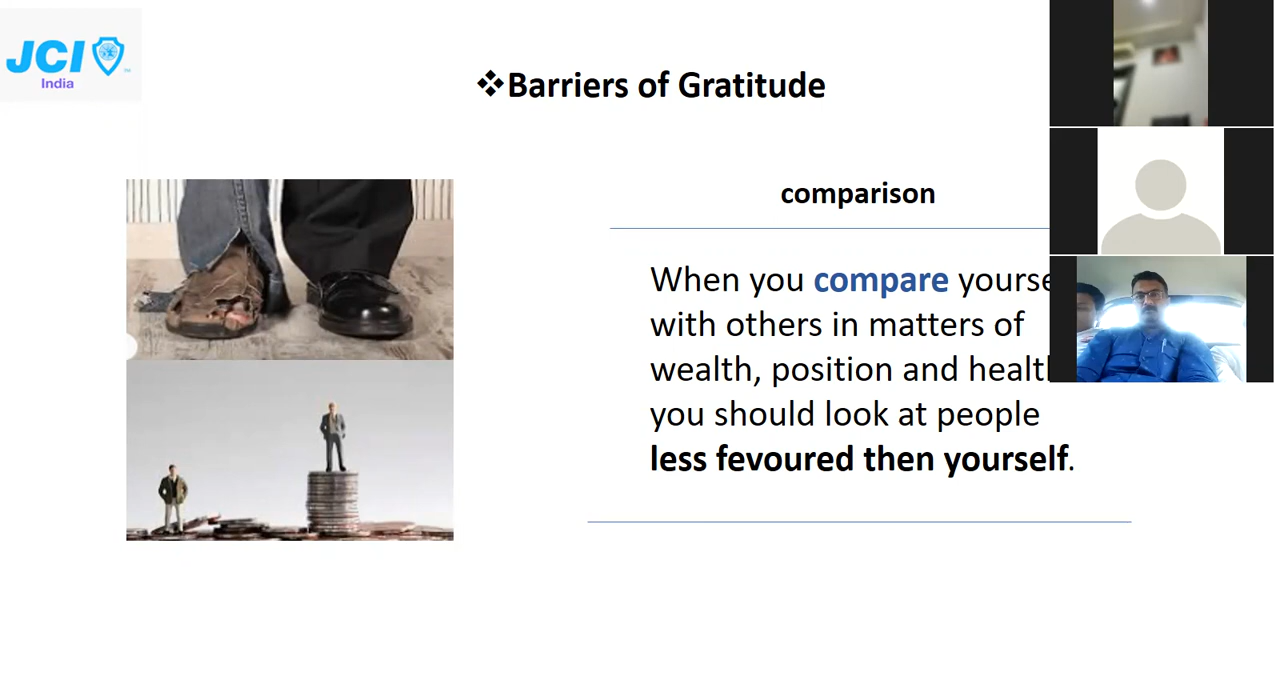 JCI
India
❖Barriers of Gratitude
comparison
When you compare yourse
with others in matters of
wealth, position and healt
you should look at people
less fevoured then yourself.